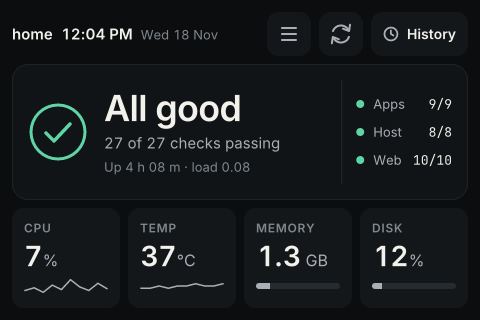 home 12:04 PM Wed 18 Nov
History
All good
27 of 27 checks passing
Up 4 h 08 m · load 0.08
Apps 9/9
Host 8/8
Web 10/10
CPU
7%
TEMP
37°C
MEMORY
1.3 GB
DISK
12%